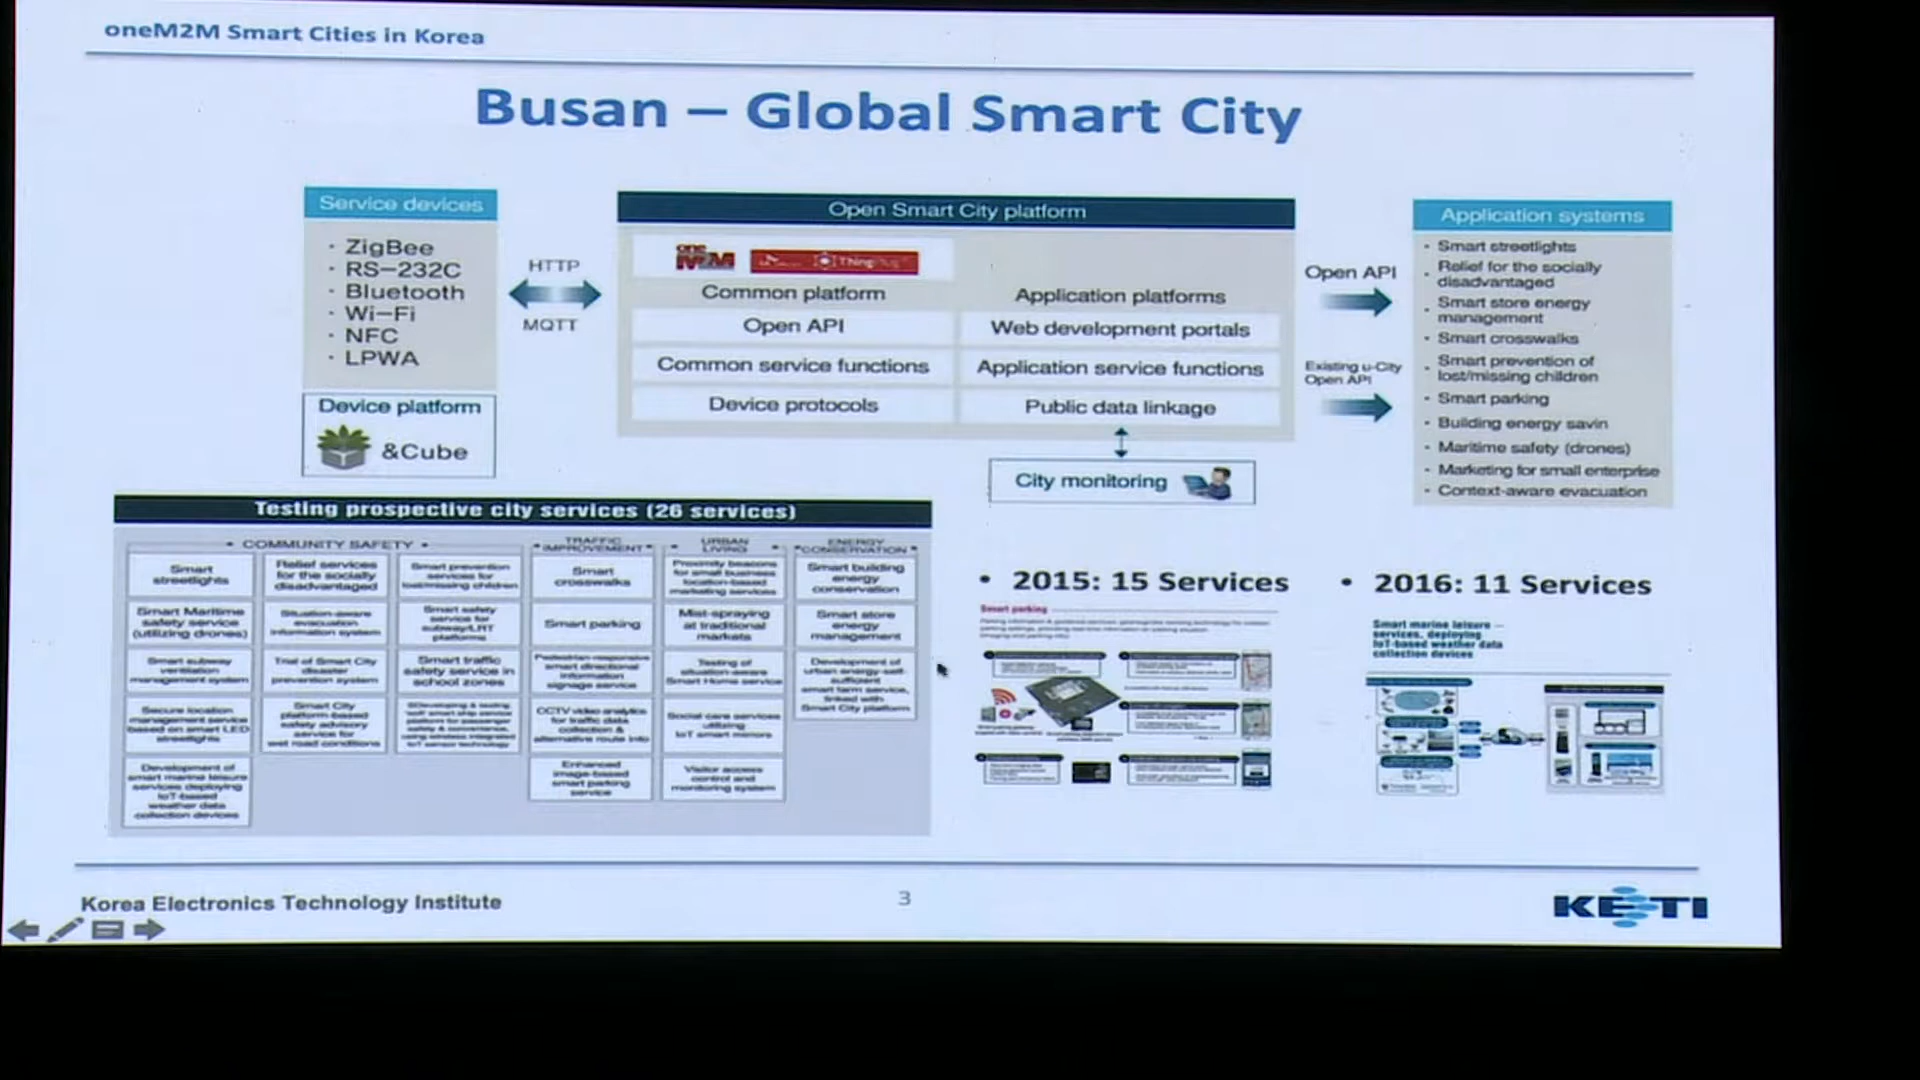 oneM2M Smart Cities in Korea
Busan – Global Smart City
Service devices
· ZigBee
· RS-232C
· Bluetooth
· Wi-Fi
· NFC
· LPWA
Device platform
&Cube
HTTP
MQTT
Open Smart City platform
one
M2M
ThingPlug
Common platform
Open API
Common service functions
Device protocols
Application platforms
Web development portals
Application service functions
Public data linkage
City monitoring
Open API
Existing u-City
Open API
Application systems
· Smart streetlights
· Relief for the socially
disadvantaged
· Smart store energy
management
· Smart crosswalks
· Smart prevention of
lost/missing children
· Smart parking
· Building energy savin
· Maritime safety (drones)
· Marketing for small enterprise
· Context-aware evacuation
Testing prospective city services (26 services)
• COMMUNITY SAFETY •
Smart
streetlights
Smart Maritime
safety service
(utilizing drones)
Smart subway
ventilation
management system
Secure location
management service
based on smart LED
streetlights
Development of
smart marine leisure
services deploying
IoT-based
weather data
collection devices
Relief services
for the socially
disadvantaged
Situation-aware
evacuation
information system
Trial of Smart City
disaster
prevention system
Smart City
platform-based
safety advisory
service for
wet road conditions
Smart prevention
services for
lost/missing children
Smart safety
service for
subway/LRT
platforms
Smart traffic
safety service in
school zones
platform for passenger
safety & convenience,
using wireless integrated
IoT sensor technology
• TRAFFIC
IMPROVEMENT •
Smart
crosswalks
Smart parking
Pedestrian-responsive
smart directional
information
signage service
CCTV video analytics
for traffic data
collection &
alternative route info
Enhanced
image-based
smart parking
service
• URBAN
LIVING •
Proximity beacons
for small business
location-based
marketing services
Mist-spraying
at traditional
markets
Testing of
situation-aware
Smart Home service
Social care services
utilizing
IoT smart mirrors
Visitor access
control and
monitoring system
• ENERGY
CONSERVATION •
Smart building
energy
conservation
Smart store
energy
management
Development of
urban energy-self-
sufficient
smart farm service,
linked with
Smart City platform
• 2015: 15 Services
Smart parking
• 2016: 11 Services
Smart marine leisure
services, deploying
IoT-based weather data
collection devices
Korea Electronics Technology Institute
3
KETI